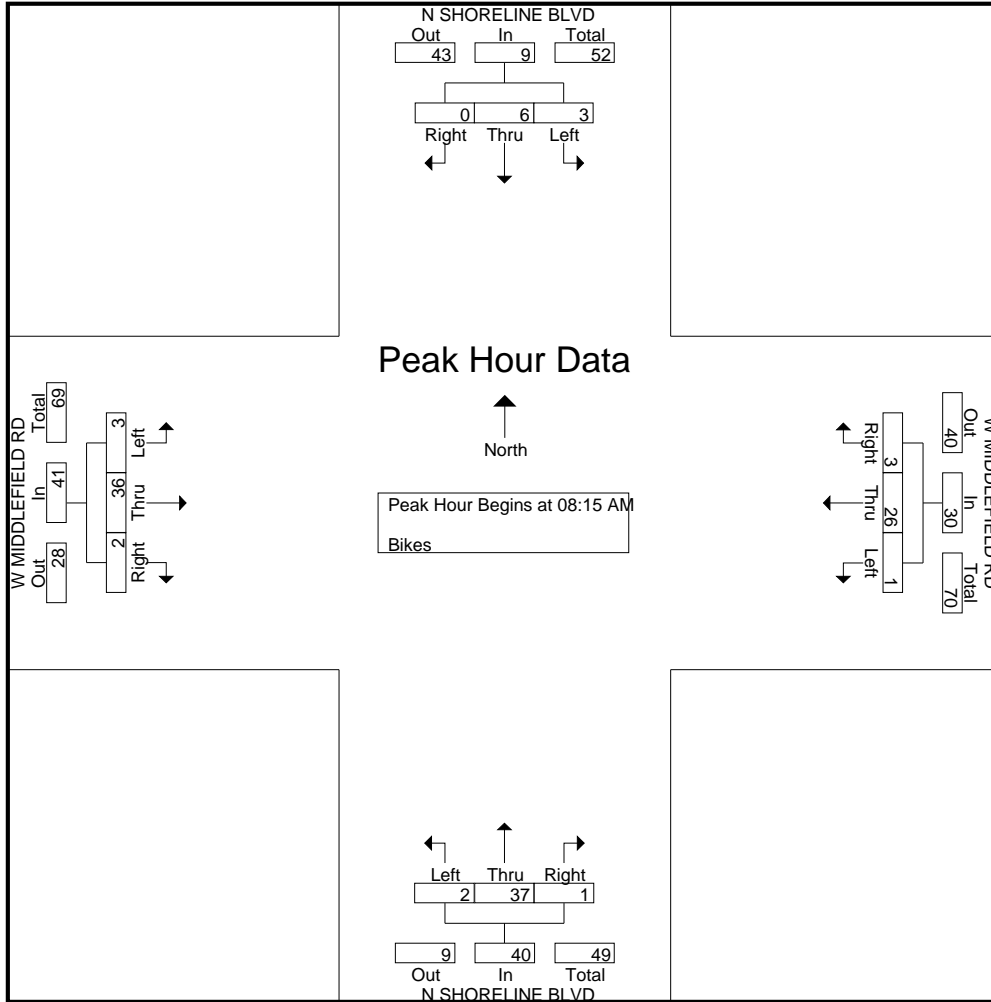 N SHORELINE BLVD
Out In Total
43 9 52
0 6 3
Right Thru Left
Peak Hour Data
North
Peak Hour Begins at 08:15 AM
Bikes
W MIDDLEFIELD RD
Total In Out
69 41 28
3 36 2
Left Thru Right
W MIDDLEFIELD RD
Out In Total
40 30 70
3 26 1
Right Thru Left
Left Thru Right
2 37 1
9 40 49
Out In Total
N SHORELINE BLVD